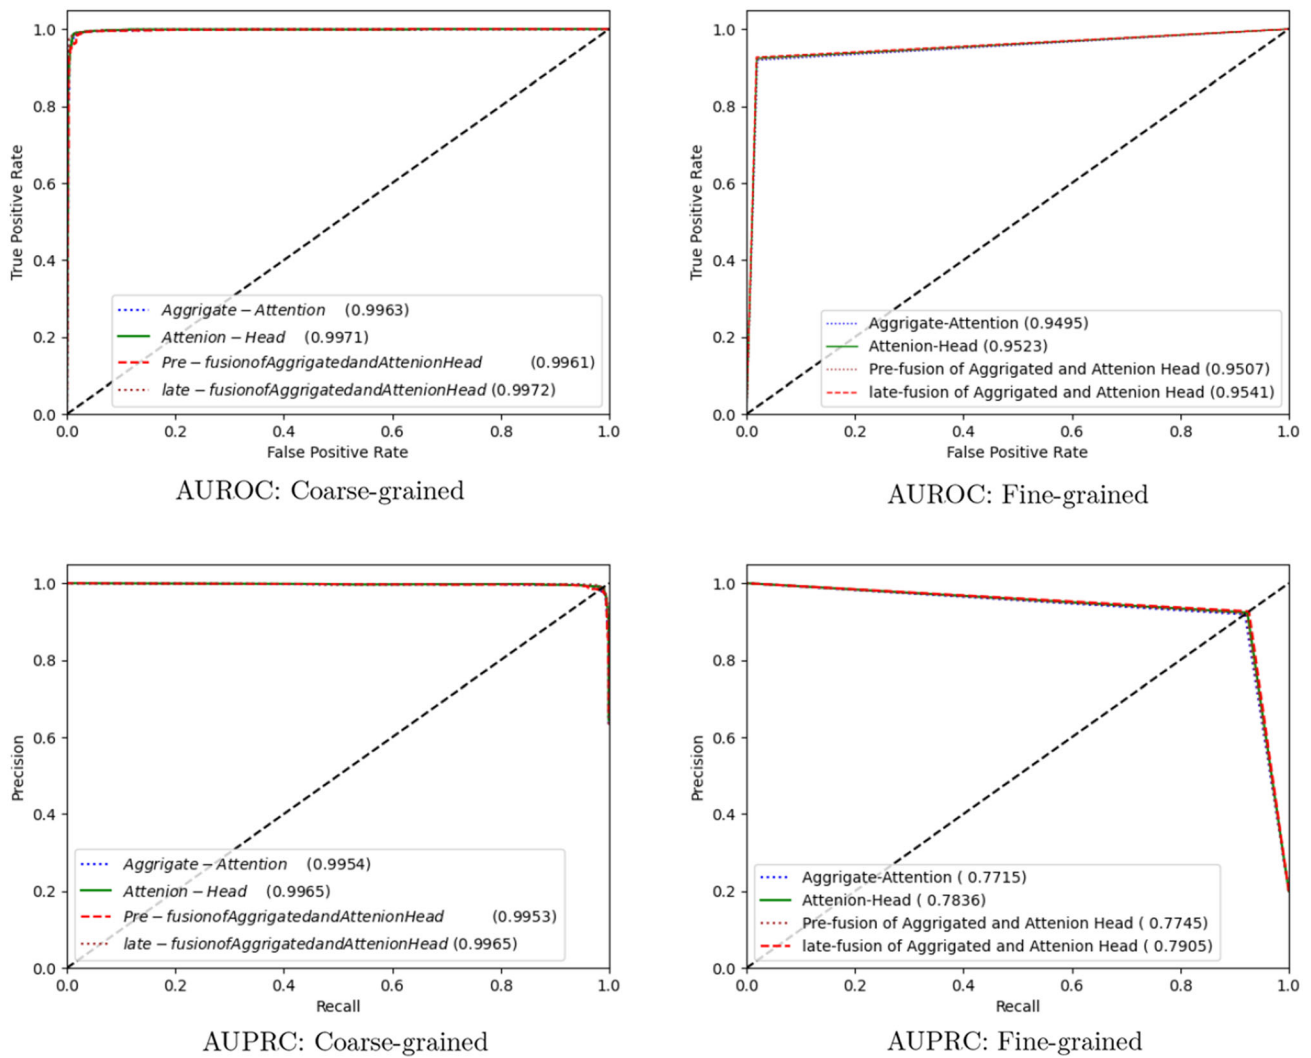 1.0
0.8
0.6
0.4
0.2
0.0
True Positive Rate
Aggrigate – Attention (0.9963)
Attenion – Head (0.9971)
Pre – fusionofAggrigatedandAttenionHead (0.9961)
late – fusionofAggrigatedandAttenionHead (0.9972)
0.0 0.2 0.4 0.6 0.8 1.0
False Positive Rate
AUROC: Coarse-grained
1.0
0.8
0.6
0.4
0.2
0.0
True Positive Rate
Aggrigate-Attention (0.9495)
Attenion-Head (0.9523)
Pre-fusion of Aggrigated and Attenion Head (0.9507)
late-fusion of Aggrigated and Attenion Head (0.9541)
0.0 0.2 0.4 0.6 0.8 1.0
False Positive Rate
AUROC: Fine-grained
1.0
0.8
0.6
0.4
0.2
0.0
Precision
Aggrigate – Attention (0.9954)
Attenion – Head (0.9965)
Pre – fusionofAggrigatedandAttenionHead (0.9953)
late – fusionofAggrigatedandAttenionHead (0.9965)
0.0 0.2 0.4 0.6 0.8 1.0
Recall
AUPRC: Coarse-grained
1.0
0.8
0.6
0.4
0.2
0.0
Precision
Aggrigate-Attention ( 0.7715)
Attenion-Head ( 0.7836)
Pre-fusion of Aggrigated and Attenion Head ( 0.7745)
late-fusion of Aggrigated and Attenion Head ( 0.7905)
0.0 0.2 0.4 0.6 0.8 1.0
Recall
AUPRC: Fine-grained